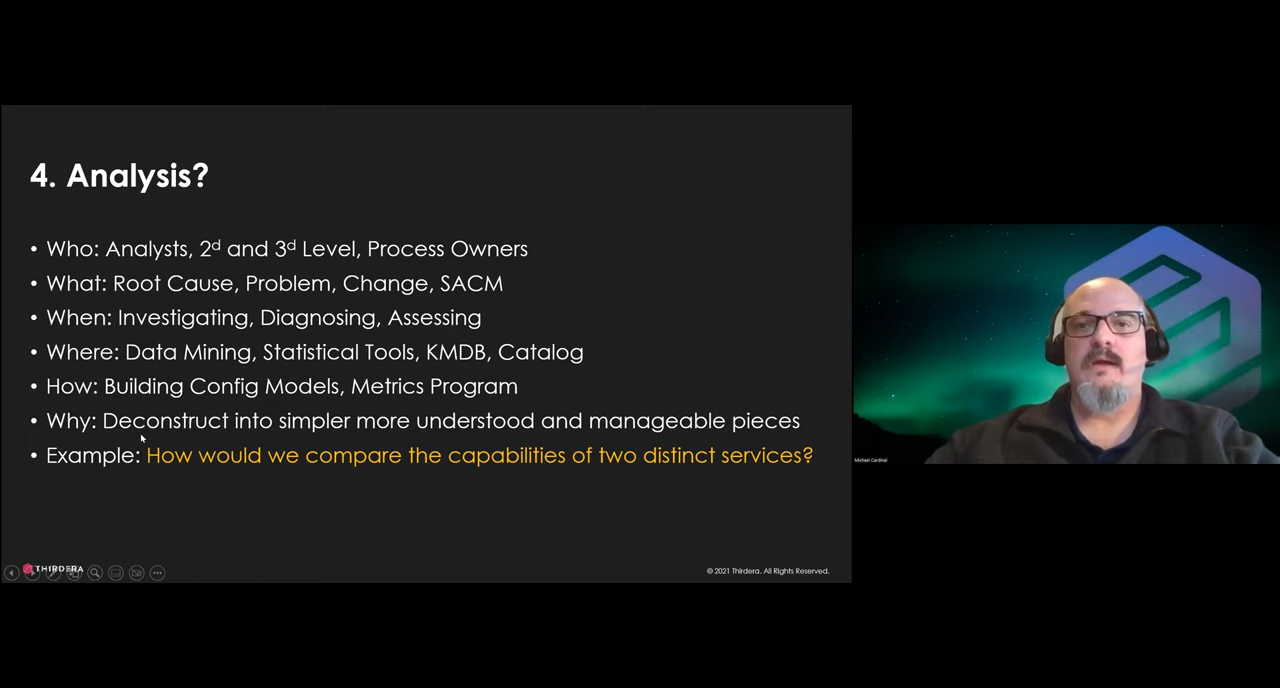 4. Analysis?
• Who: Analysts, 2d and 3d Level, Process Owners
• What: Root Cause, Problem, Change, SACM
• When: Investigating, Diagnosing, Assessing
• Where: Data Mining, Statistical Tools, KMDB, Catalog
• How: Building Config Models, Metrics Program
• Why: Deconstruct into simpler more understood and manageable pieces
• Example: How would we compare the capabilities of two distinct services?
THIRDERA
© 2021 Thirdera. All Rights Reserved.
Michael Cardinal